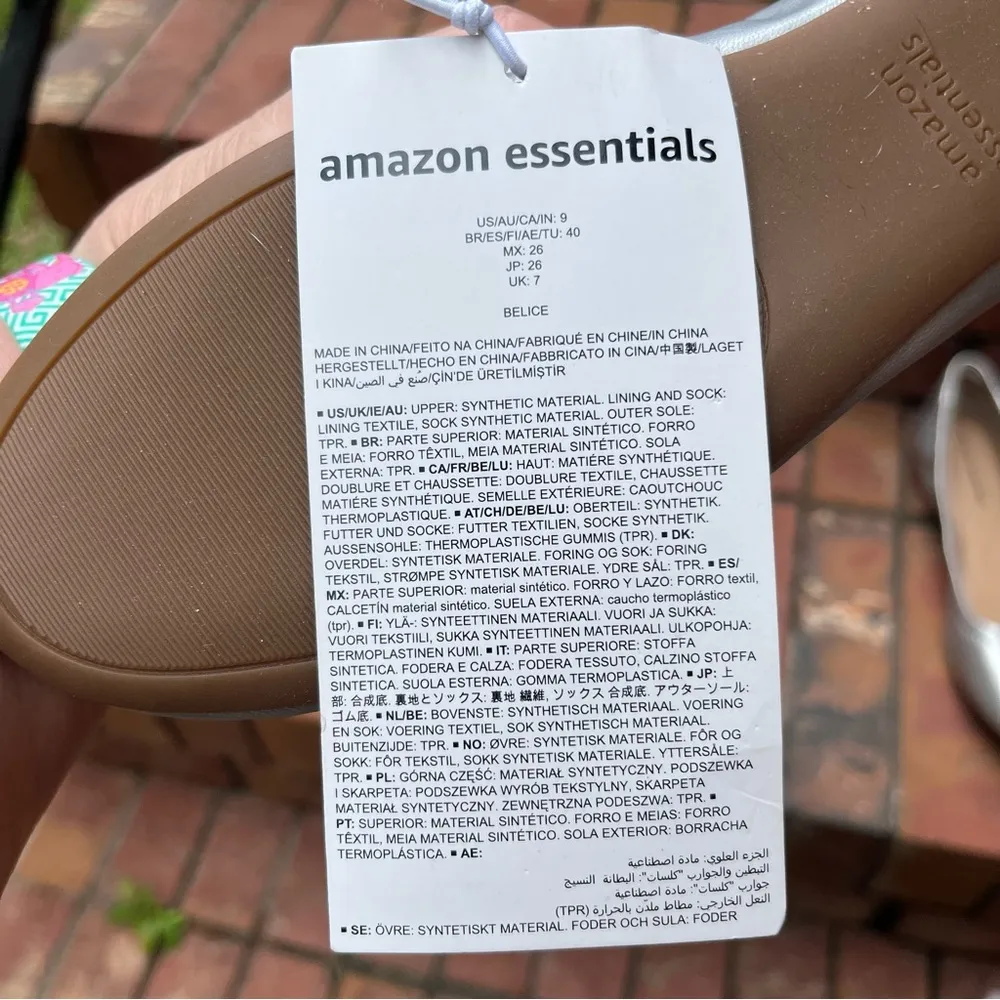 amazon essentials
amazon
essentials
US/AU/CA/IN: 9
BR/ES/FI/AE/TU: 40
MX: 26
JP: 26
UK: 7
BELICE
MADE IN CHINA/FEITO NA CHINA/FABRIQUÉ EN CHINE/IN CHINA
HERGESTELLT/HECHO EN CHINA/FABBRICATO IN CINA/中国製/LAGET
I KINA/صُنع في الصين/ÇİN'DE ÜRETİLMİŞTİR
▪ US/UK/IE/AU: UPPER: SYNTHETIC MATERIAL. LINING AND SOCK:
LINING TEXTILE, SOCK SYNTHETIC MATERIAL. OUTER SOLE:
TPR. ▪ BR: PARTE SUPERIOR: MATERIAL SINTÉTICO. FORRO
E MEIA: FORRO TÊXTIL, MEIA MATERIAL SINTÉTICO. SOLA
EXTERNA: TPR. ▪ CA/FR/BE/LU: HAUT: MATIÉRE SYNTHÉTIQUE.
DOUBLURE ET CHAUSSETTE: DOUBLURE TEXTILE, CHAUSSETTE
MATIÉRE SYNTHÉTIQUE. SEMELLE EXTÉRIEURE: CAOUTCHOUC
THERMOPLASTIQUE. ▪ AT/CH/DE/BE/LU: OBERTEIL: SYNTHETIK.
FUTTER UND SOCKE: FUTTER TEXTILIEN, SOCKE SYNTHETIK.
AUSSENSOHLE: THERMOPLASTISCHE GUMMIS (TPR). ▪ DK:
OVERDEL: SYNTETISK MATERIALE. FORING OG SOK: FORING
TEKSTIL, STRØMPE SYNTETISK MATERIALE. YDRE SÅL: TPR. ▪ ES/
MX: PARTE SUPERIOR: material sintético. FORRO Y LAZO: FORRO textil,
CALCETÍN material sintético. SUELA EXTERNA: caucho termoplástico
(tpr). ▪ FI: YLÄ-: SYNTEETTINEN MATERIAALI. VUORI JA SUKKA:
VUORI TEKSTIILI, SUKKA SYNTEETTINEN MATERIAALI. ULKOPOHJA:
TERMOPLASTINEN KUMI. ▪ IT: PARTE SUPERIORE: STOFFA
SINTETICA. FODERA E CALZA: FODERA TESSUTO, CALZINO STOFFA
SINTETICA. SUOLA ESTERNA: GOMMA TERMOPLASTICA. ▪ JP: 上
部: 合成底. 裏地とソックス: 裏地 繊維, ソックス 合成底. アウターソール:
ゴム底. ▪ NL/BE: BOVENSTE: SYNTHETISCH MATERIAAL. VOERING
EN SOK: VOERING TEXTIEL, SOK SYNTHETISCH MATERIAAL.
BUITENZIJDE: TPR. ▪ NO: ØVRE: SYNTETISK MATERIALE. FÔR OG
SOKK: FÔR TEKSTIL, SOKK SYNTETISK MATERIALE. YTTERSÅLE:
TPR. ▪ PL: GÓRNA CZĘŚĆ: MATERIAŁ SYNTETYCZNY. PODSZEWKA
I SKARPETA: PODSZEWKA WYRÓB TEKSTYLNY, SKARPETA
MATERIAŁ SYNTETYCZNY. ZEWNĘTRZNA PODESZWA: TPR. ▪
PT: SUPERIOR: MATERIAL SINTÉTICO. FORRO E MEIAS: FORRO
TÊXTIL, MEIA MATERIAL SINTÉTICO. SOLA EXTERIOR: BORRACHA
TERMOPLÁSTICA. ▪ AE:
الجزء العلوي: مادة اصطناعية
التبطين والجوارب "كلسات": البطانة النسيج
جوارب "كلسات": مادة اصطناعية
النعل الخارجي: مطاط ملدّن بالحرارة (TPR)
▪ SE: ÖVRE: SYNTETISKT MATERIAL. FODER OCH SULA: FODER